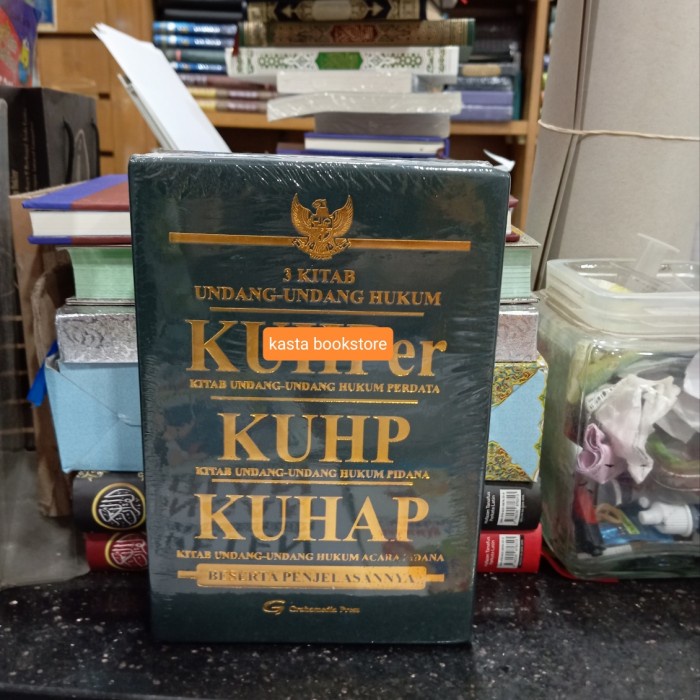 3 KITAB
UNDANG-UNDANG HUKUM
KUHPer
kasta bookstore
KITAB UNDANG-UNDANG HUKUM PERDATA
KUHP
KITAB UNDANG-UNDANG HUKUM PIDANA
KUHAP
KITAB UNDANG-UNDANG HUKUM ACARA PIDANA
BESERTA PENJELASANNYA
Grahamedia Press